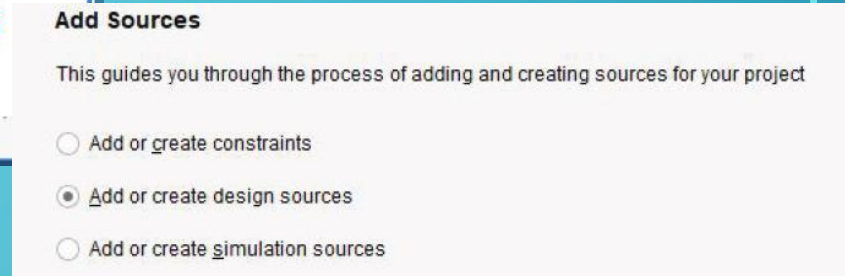 Add Sources
This guides you through the process of adding and creating sources for your project
Add or create constraints
Add or create design sources
Add or create simulation sources